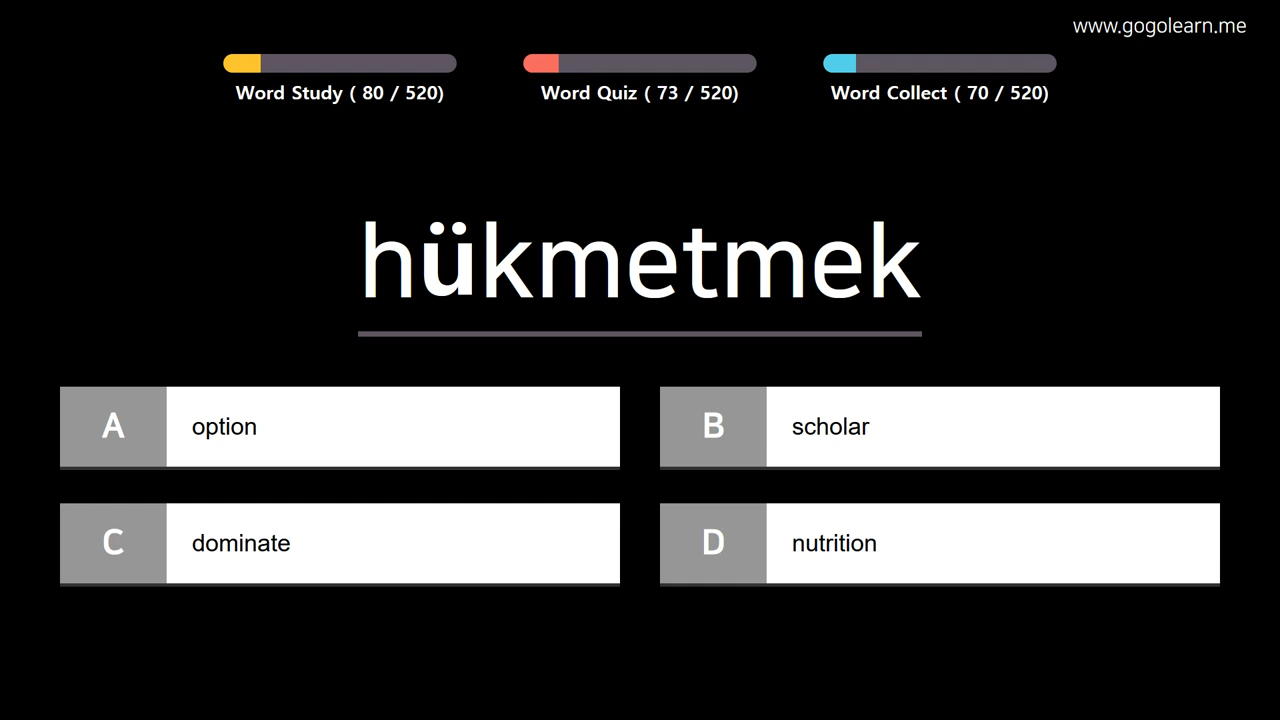 www.gogolearn.me
Word Study ( 80 / 520)
Word Quiz ( 73 / 520)
Word Collect ( 70 / 520)
hükmetmek
A option
B scholar
C dominate
D nutrition